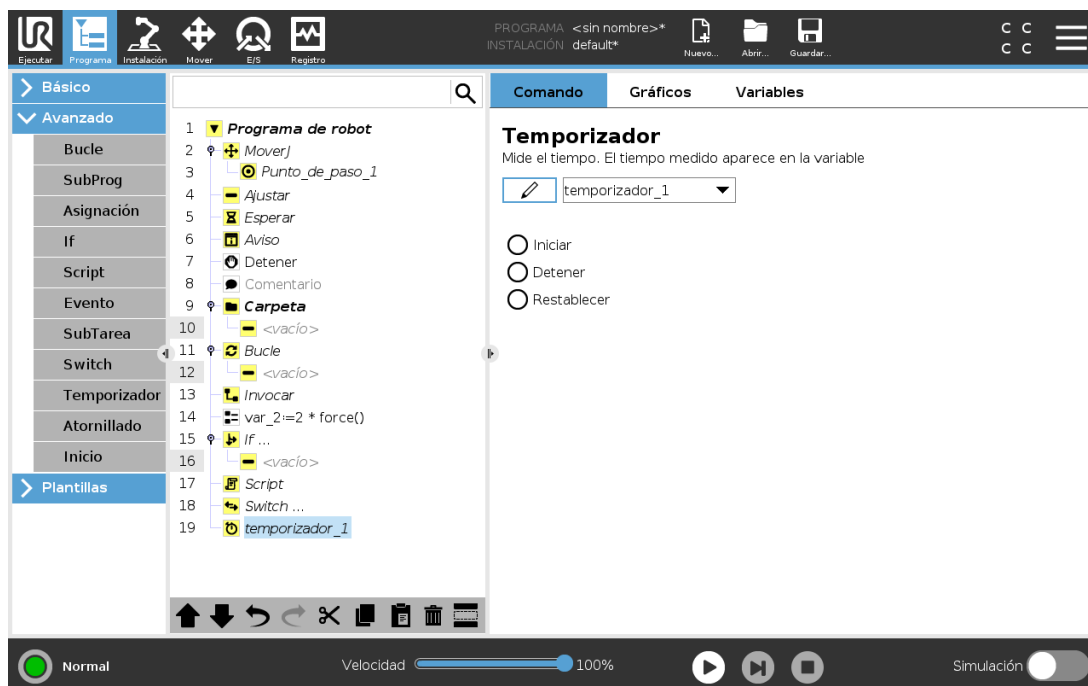 PROGRAMA <sin nombre>*
INSTALACIÓN default*
Ejecutar Programa Instalación Mover E/S Registro Nuevo... Abrir... Guardar...
C C
C C
Básico
Avanzado
Bucle
SubProg
Asignación
If
Script
Evento
SubTarea
Switch
Temporizador
Atornillado
Inicio
Plantillas
1 Programa de robot
2 MoverJ
3 Punto_de_paso_1
4 Ajustar
5 Esperar
6 Aviso
7 Detener
8 Comentario
9 Carpeta
10 <vacío>
11 Bucle
12 <vacío>
13 Invocar
14 var_2:=2 * force()
15 If ...
16 <vacío>
17 Script
18 Switch ...
19 temporizador_1
Comando Gráficos Variables
Temporizador
Mide el tiempo. El tiempo medido aparece en la variable
temporizador_1
Iniciar
Detener
Restablecer
Normal Velocidad 100% Simulación